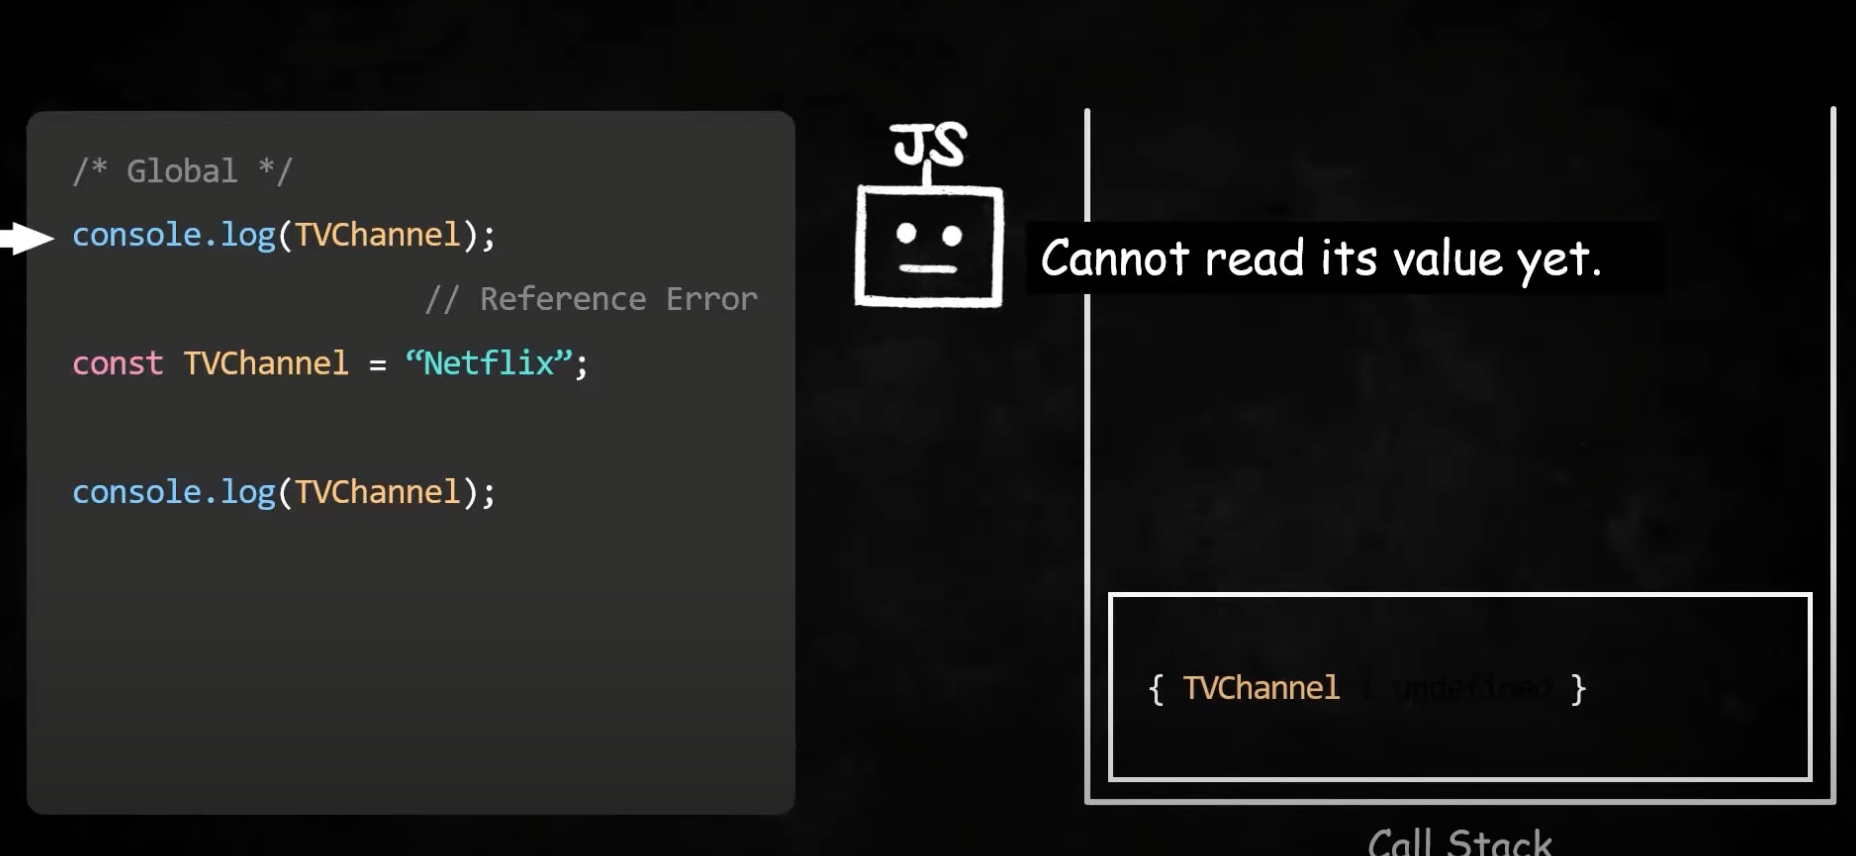 /* Global */
console.log(TVChannel);
// Reference Error
const TVChannel = “Netflix”;
console.log(TVChannel);
JS
Cannot read its value yet.
{ TVChannel : undefined }
Call Stack